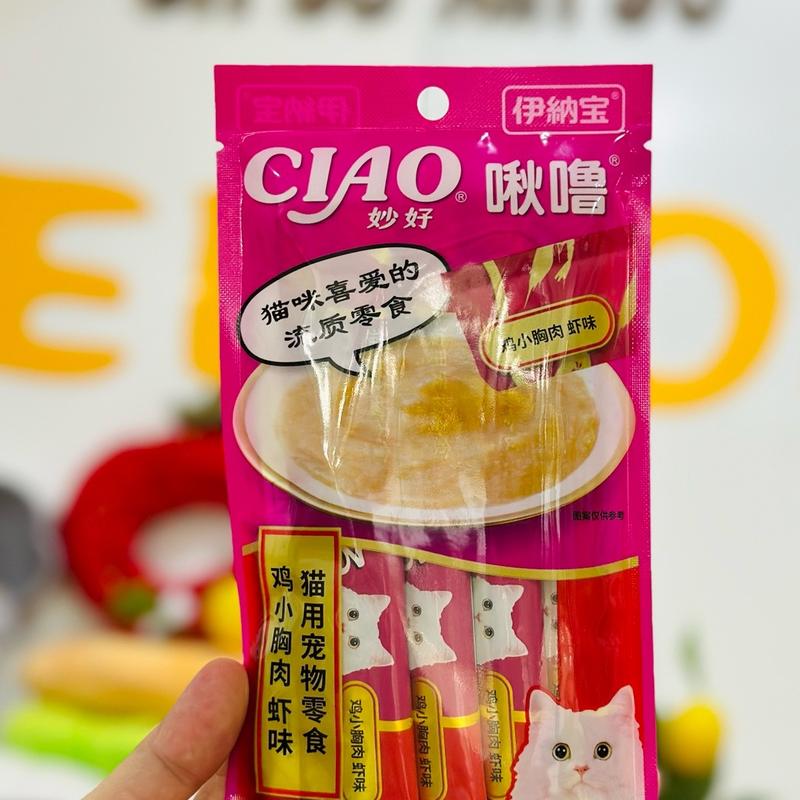 伊納宝®
伊納宝®
CIAO®
啾噜®
妙好
猫咪喜爱的
流质零食
鸡小胸肉 虾味
图案仅供参考
猫用宠物零食
鸡小胸肉 虾味
鸡小胸肉 虾味
鸡小胸肉 虾味
鸡小胸肉 虾味